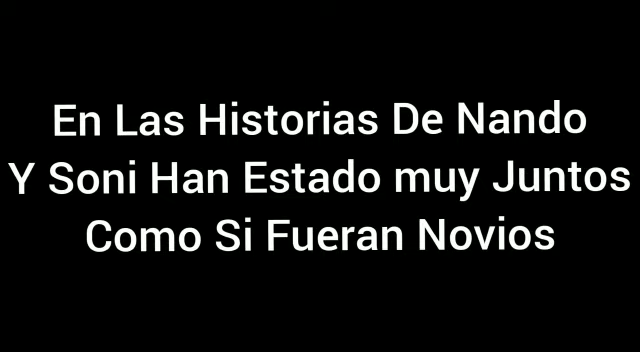 En Las Historias De Nando
Y Soni Han Estado muy Juntos
Como Si Fueran Novios